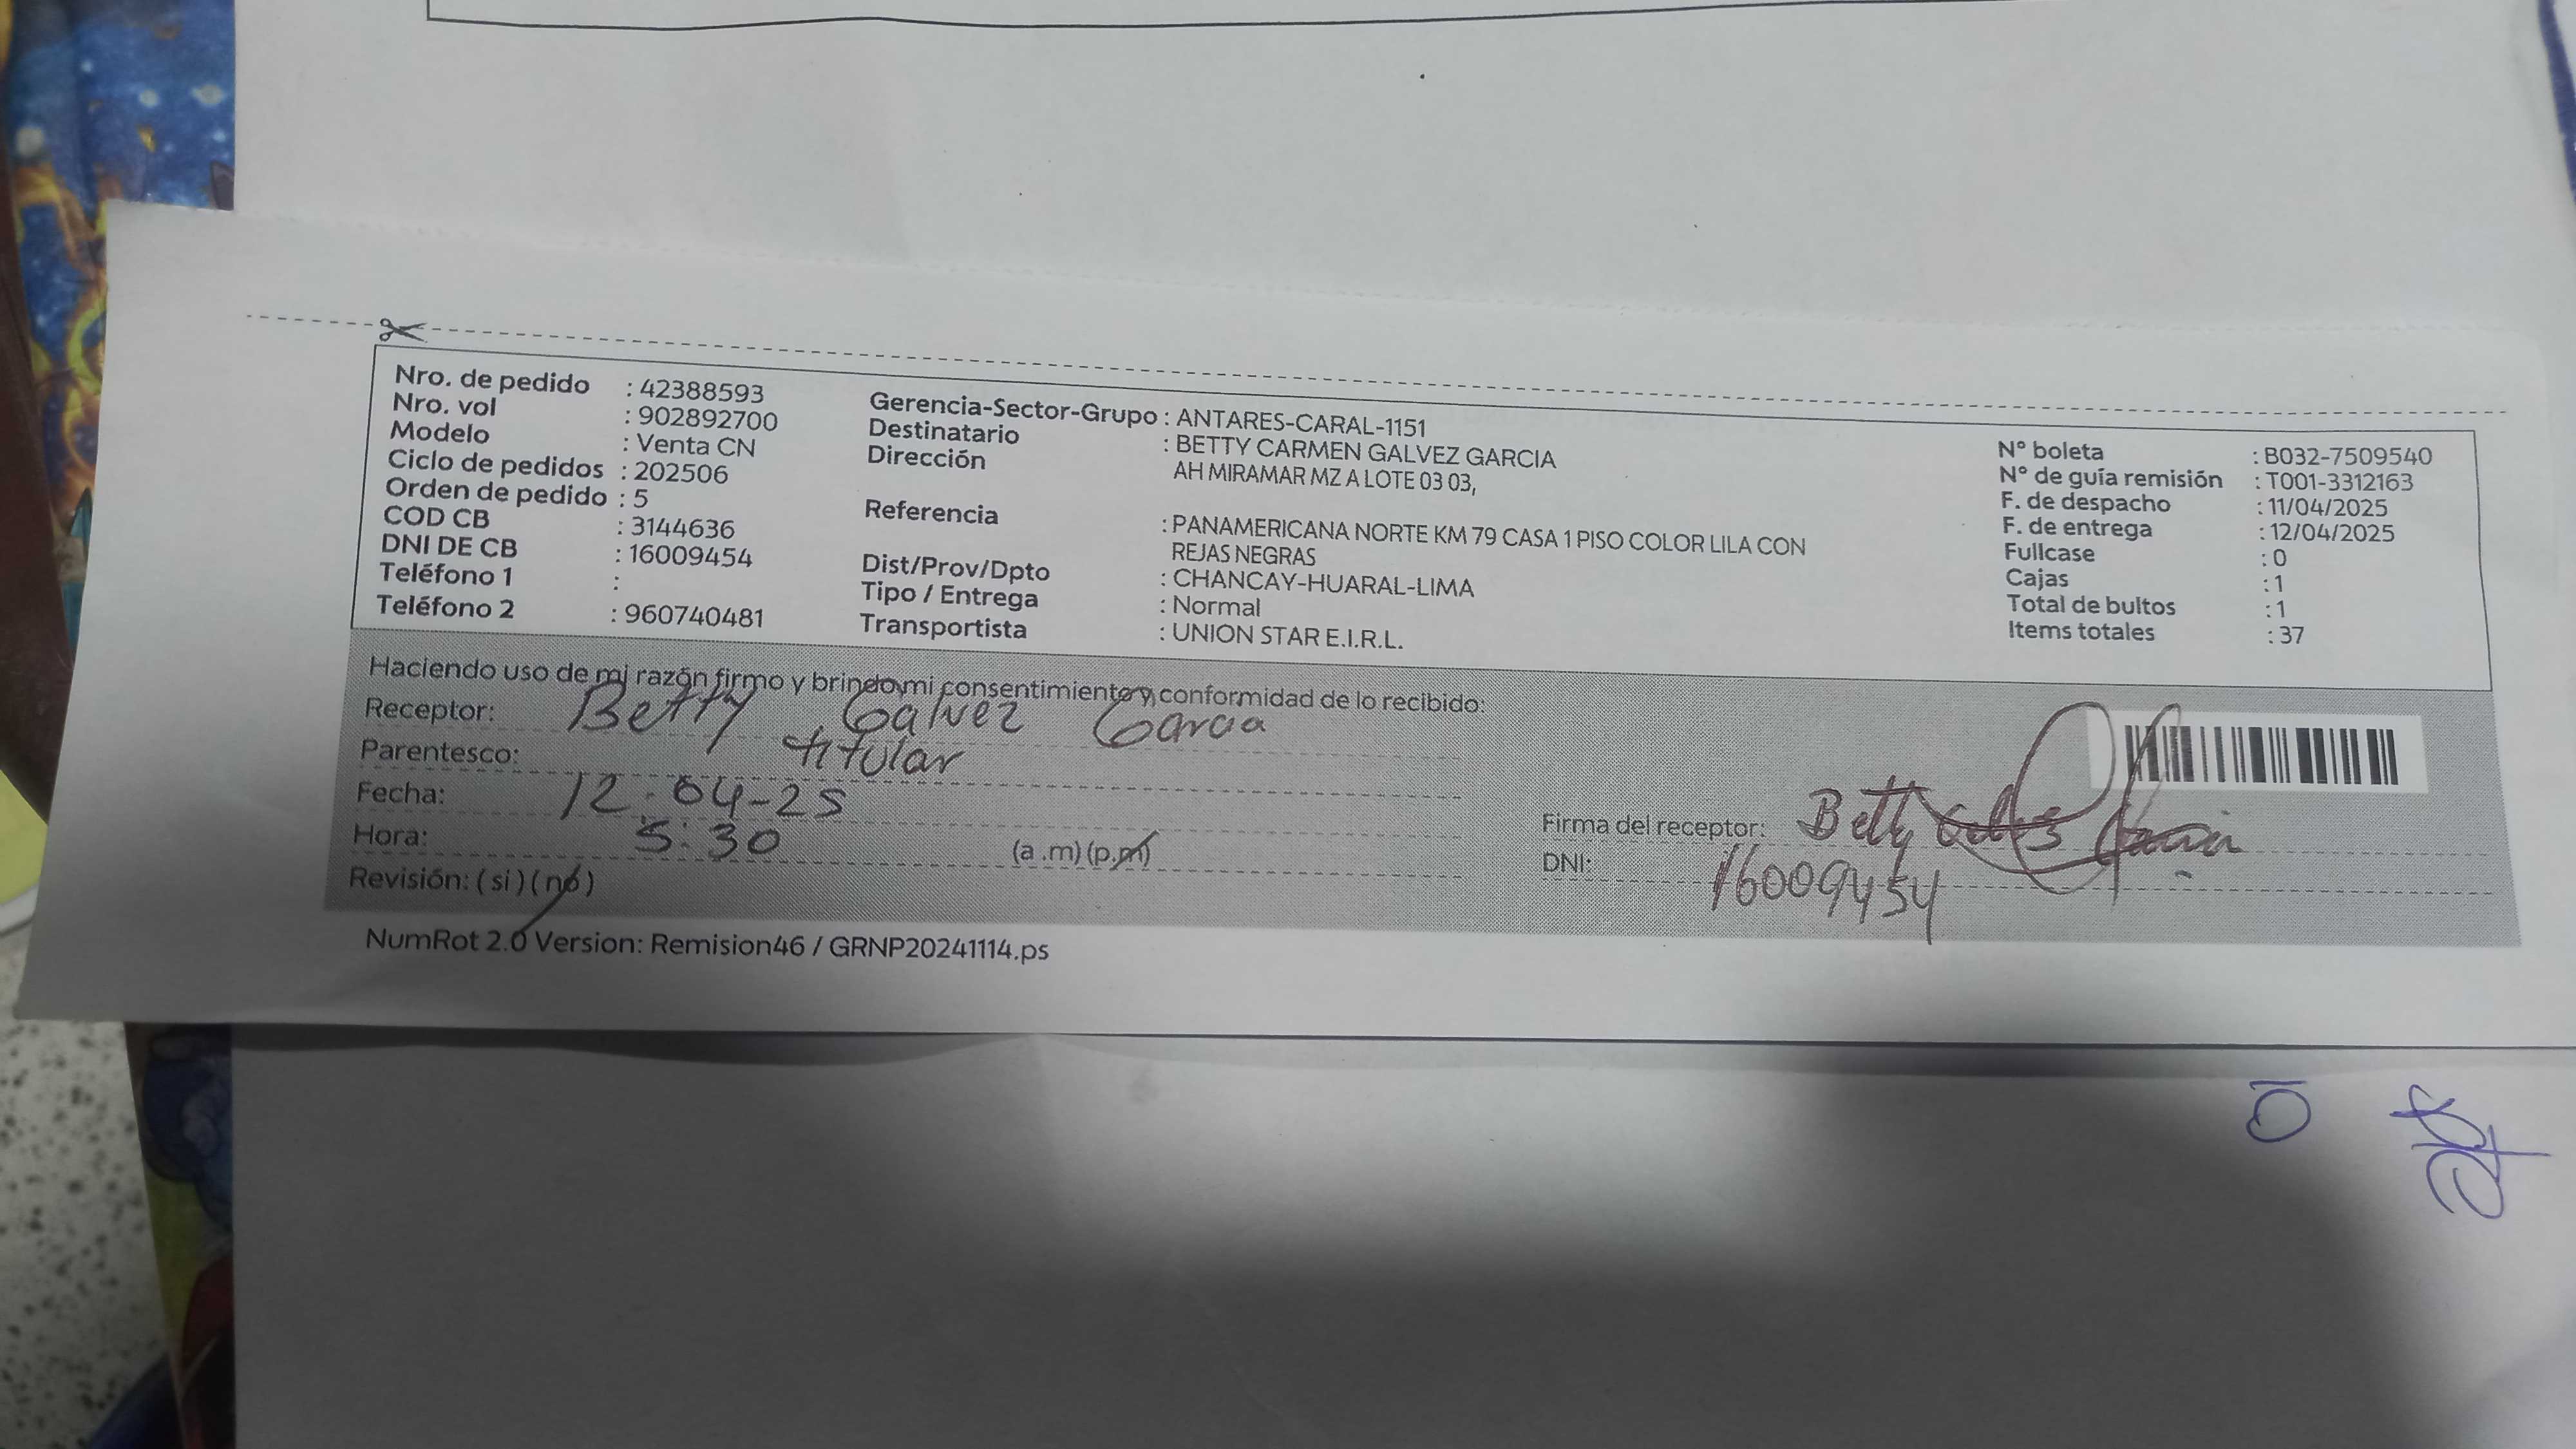 Nro. de pedido : 42388593
Nro. vol : 902892700
Modelo : Venta CN
Ciclo de pedidos : 202506
Orden de pedido : 5
COD CB : 3144636
DNI DE CB : 16009454
Teléfono 1 :
Teléfono 2 : 960740481
Gerencia-Sector-Grupo : ANTARES-CARAL-1151
Destinatario : BETTY CARMEN GALVEZ GARCIA
Dirección AH MIRAMAR MZ A LOTE 03 03,
Referencia : PANAMERICANA NORTE KM 79 CASA 1 PISO COLOR LILA CON
REJAS NEGRAS
Dist/Prov/Dpto : CHANCAY-HUARAL-LIMA
Tipo / Entrega : Normal
Transportista : UNION STAR E.I.R.L.
N° boleta : B032-7509540
N° de guía remisión : T001-3312163
F. de despacho : 11/04/2025
F. de entrega : 12/04/2025
Fullcase : 0
Cajas : 1
Total de bultos : 1
Items totales : 37
Haciendo uso de mi razón firmo y brindo mi consentimiento y conformidad de lo recibido:
Receptor: Betty Galvez Garcia
Parentesco: titular
Fecha: 12-04-25
Hora: 5:30 (a .m) (p.m)
Revisión: (si) (no)
Firma del receptor: Betty
DNI: 16009454
NumRot 2.0 Version: Remision46 / GRNP20241114.ps